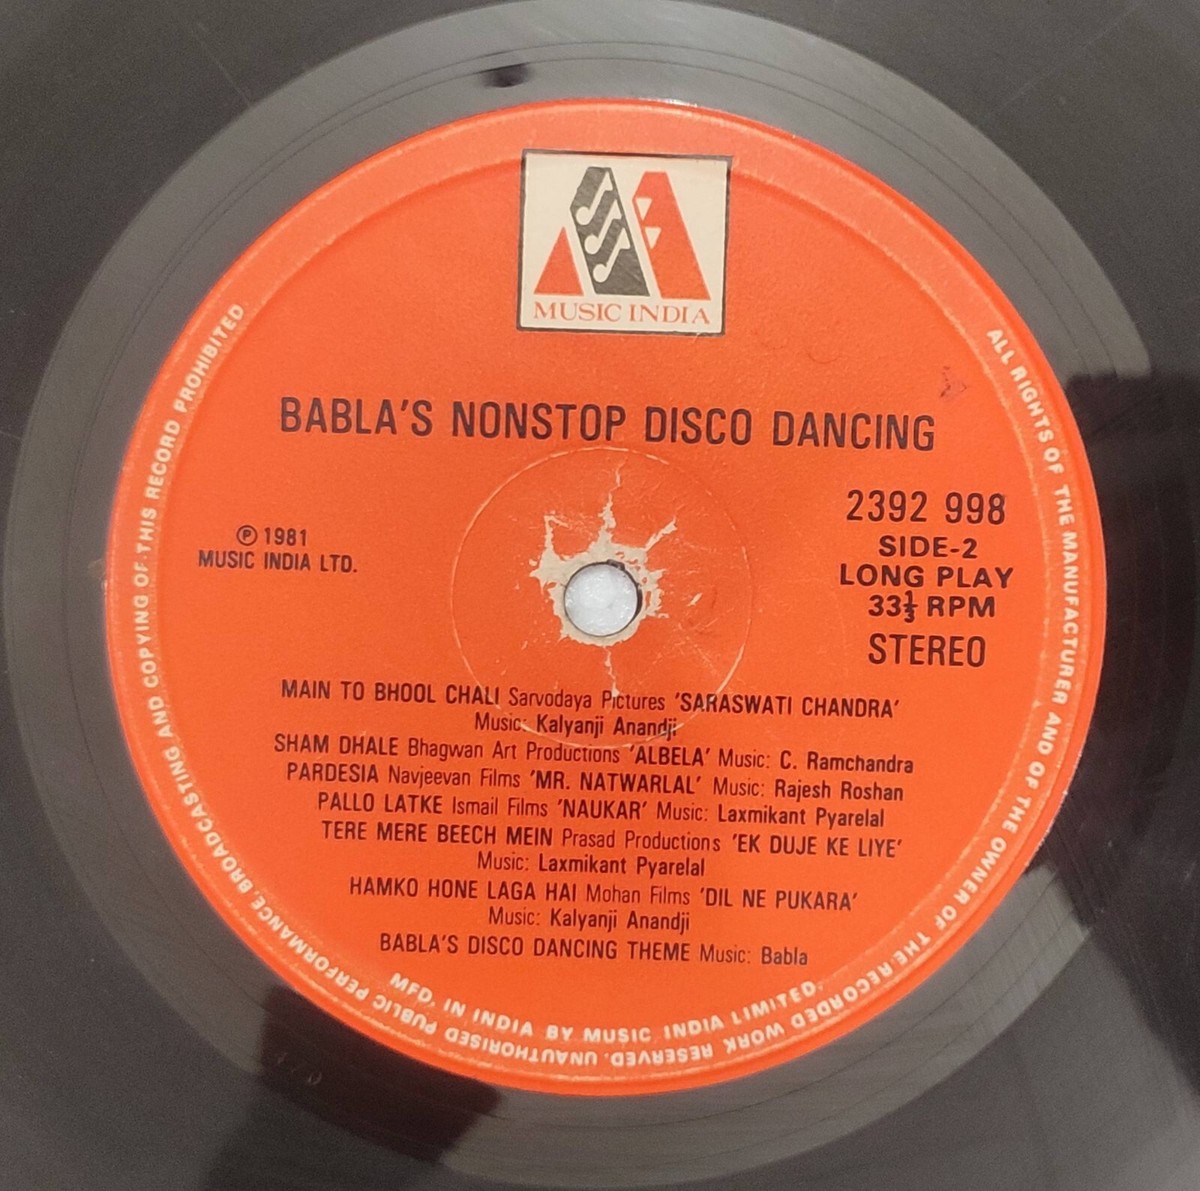 MUSIC INDIA
BABLA'S NONSTOP DISCO DANCING
2392 998
SIDE-2
LONG PLAY
33⅓ RPM
STEREO
℗ 1981
MUSIC INDIA LTD.
MAIN TO BHOOL CHALI Sarvodaya Pictures 'SARASWATI CHANDRA'
Music: Kalyanji Anandji
SHAM DHALE Bhagwan Art Productions 'ALBELA' Music: C. Ramchandra
PARDESIA Navjeevan Films 'MR. NATWARLAL' Music: Rajesh Roshan
PALLO LATKE Ismail Films 'NAUKAR' Music: Laxmikant Pyarelal
TERE MERE BEECH MEIN Prasad Productions 'EK DUJE KE LIYE'
Music: Laxmikant Pyarelal
HAMKO HONE LAGA HAI Mohan Films 'DIL NE PUKARA'
Music: Kalyanji Anandji
BABLA'S DISCO DANCING THEME Music: Babla
MFD. IN INDIA BY MUSIC INDIA LIMITED.
ALL RIGHTS OF THE MANUFACTURER AND OF THE OWNER OF THE RECORDED WORK RESERVED. UNAUTHORISED PUBLIC PERFORMANCE, BROADCASTING AND COPYING OF THIS RECORD PROHIBITED